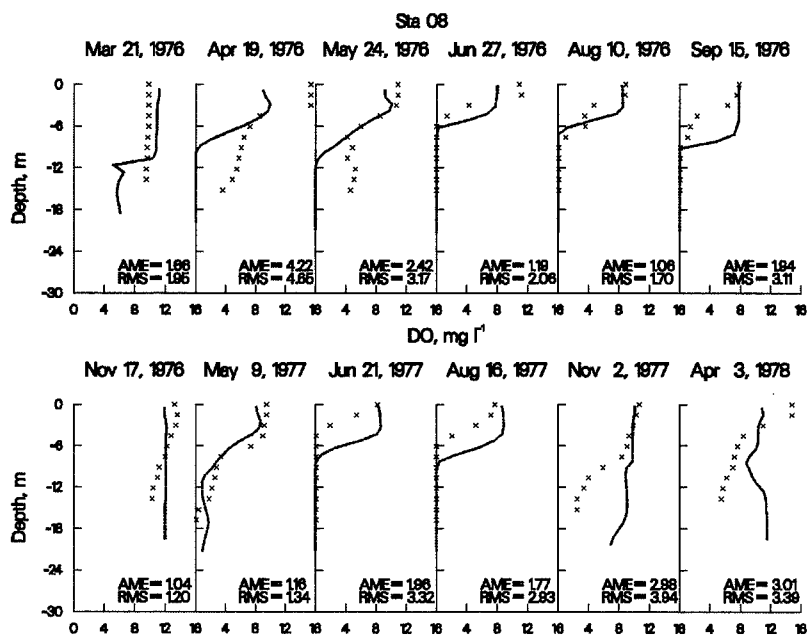 Sta 08
Mar 21, 1976 Apr 19, 1976 May 24, 1976 Jun 27, 1976 Aug 10, 1976 Sep 15, 1976
0
-6
-12
-18
-24
-30
Depth, m
AME= 1.66 AME= 4.22 AME= 2.42 AME= 1.19 AME= 1.06 AME= 1.94
RMS= 1.95 RMS= 4.65 RMS= 3.17 RMS= 2.06 RMS= 1.70 RMS= 3.11
0 4 8 12 16 4 8 12 16 4 8 12 16 4 8 12 16 4 8 12 16 4 8 12 16
DO, mg l⁻¹
Nov 17, 1976 May 9, 1977 Jun 21, 1977 Aug 16, 1977 Nov 2, 1977 Apr 3, 1978
0
-6
-12
-18
-24
-30
Depth, m
AME= 1.04 AME= 1.16 AME= 1.96 AME= 1.77 AME= 2.98 AME= 3.01
RMS= 1.20 RMS= 1.34 RMS= 3.32 RMS= 2.93 RMS= 3.94 RMS= 3.39
0 4 8 12 16 4 8 12 16 4 8 12 16 4 8 12 16 4 8 12 16 4 8 12 16